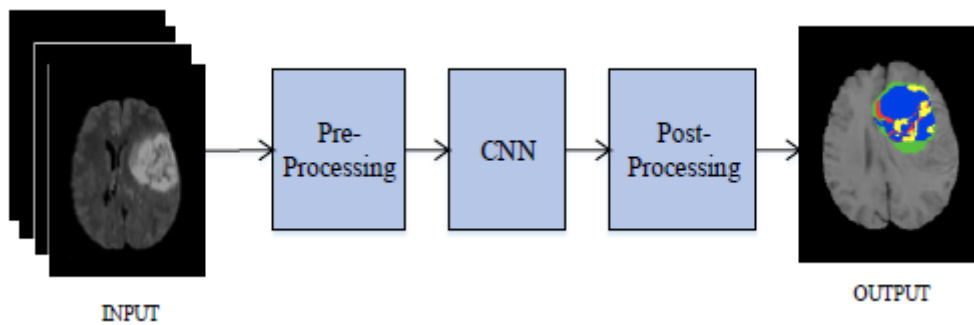 Pre-
Processing
CNN
Post-
Processing
INPUT
OUTPUT